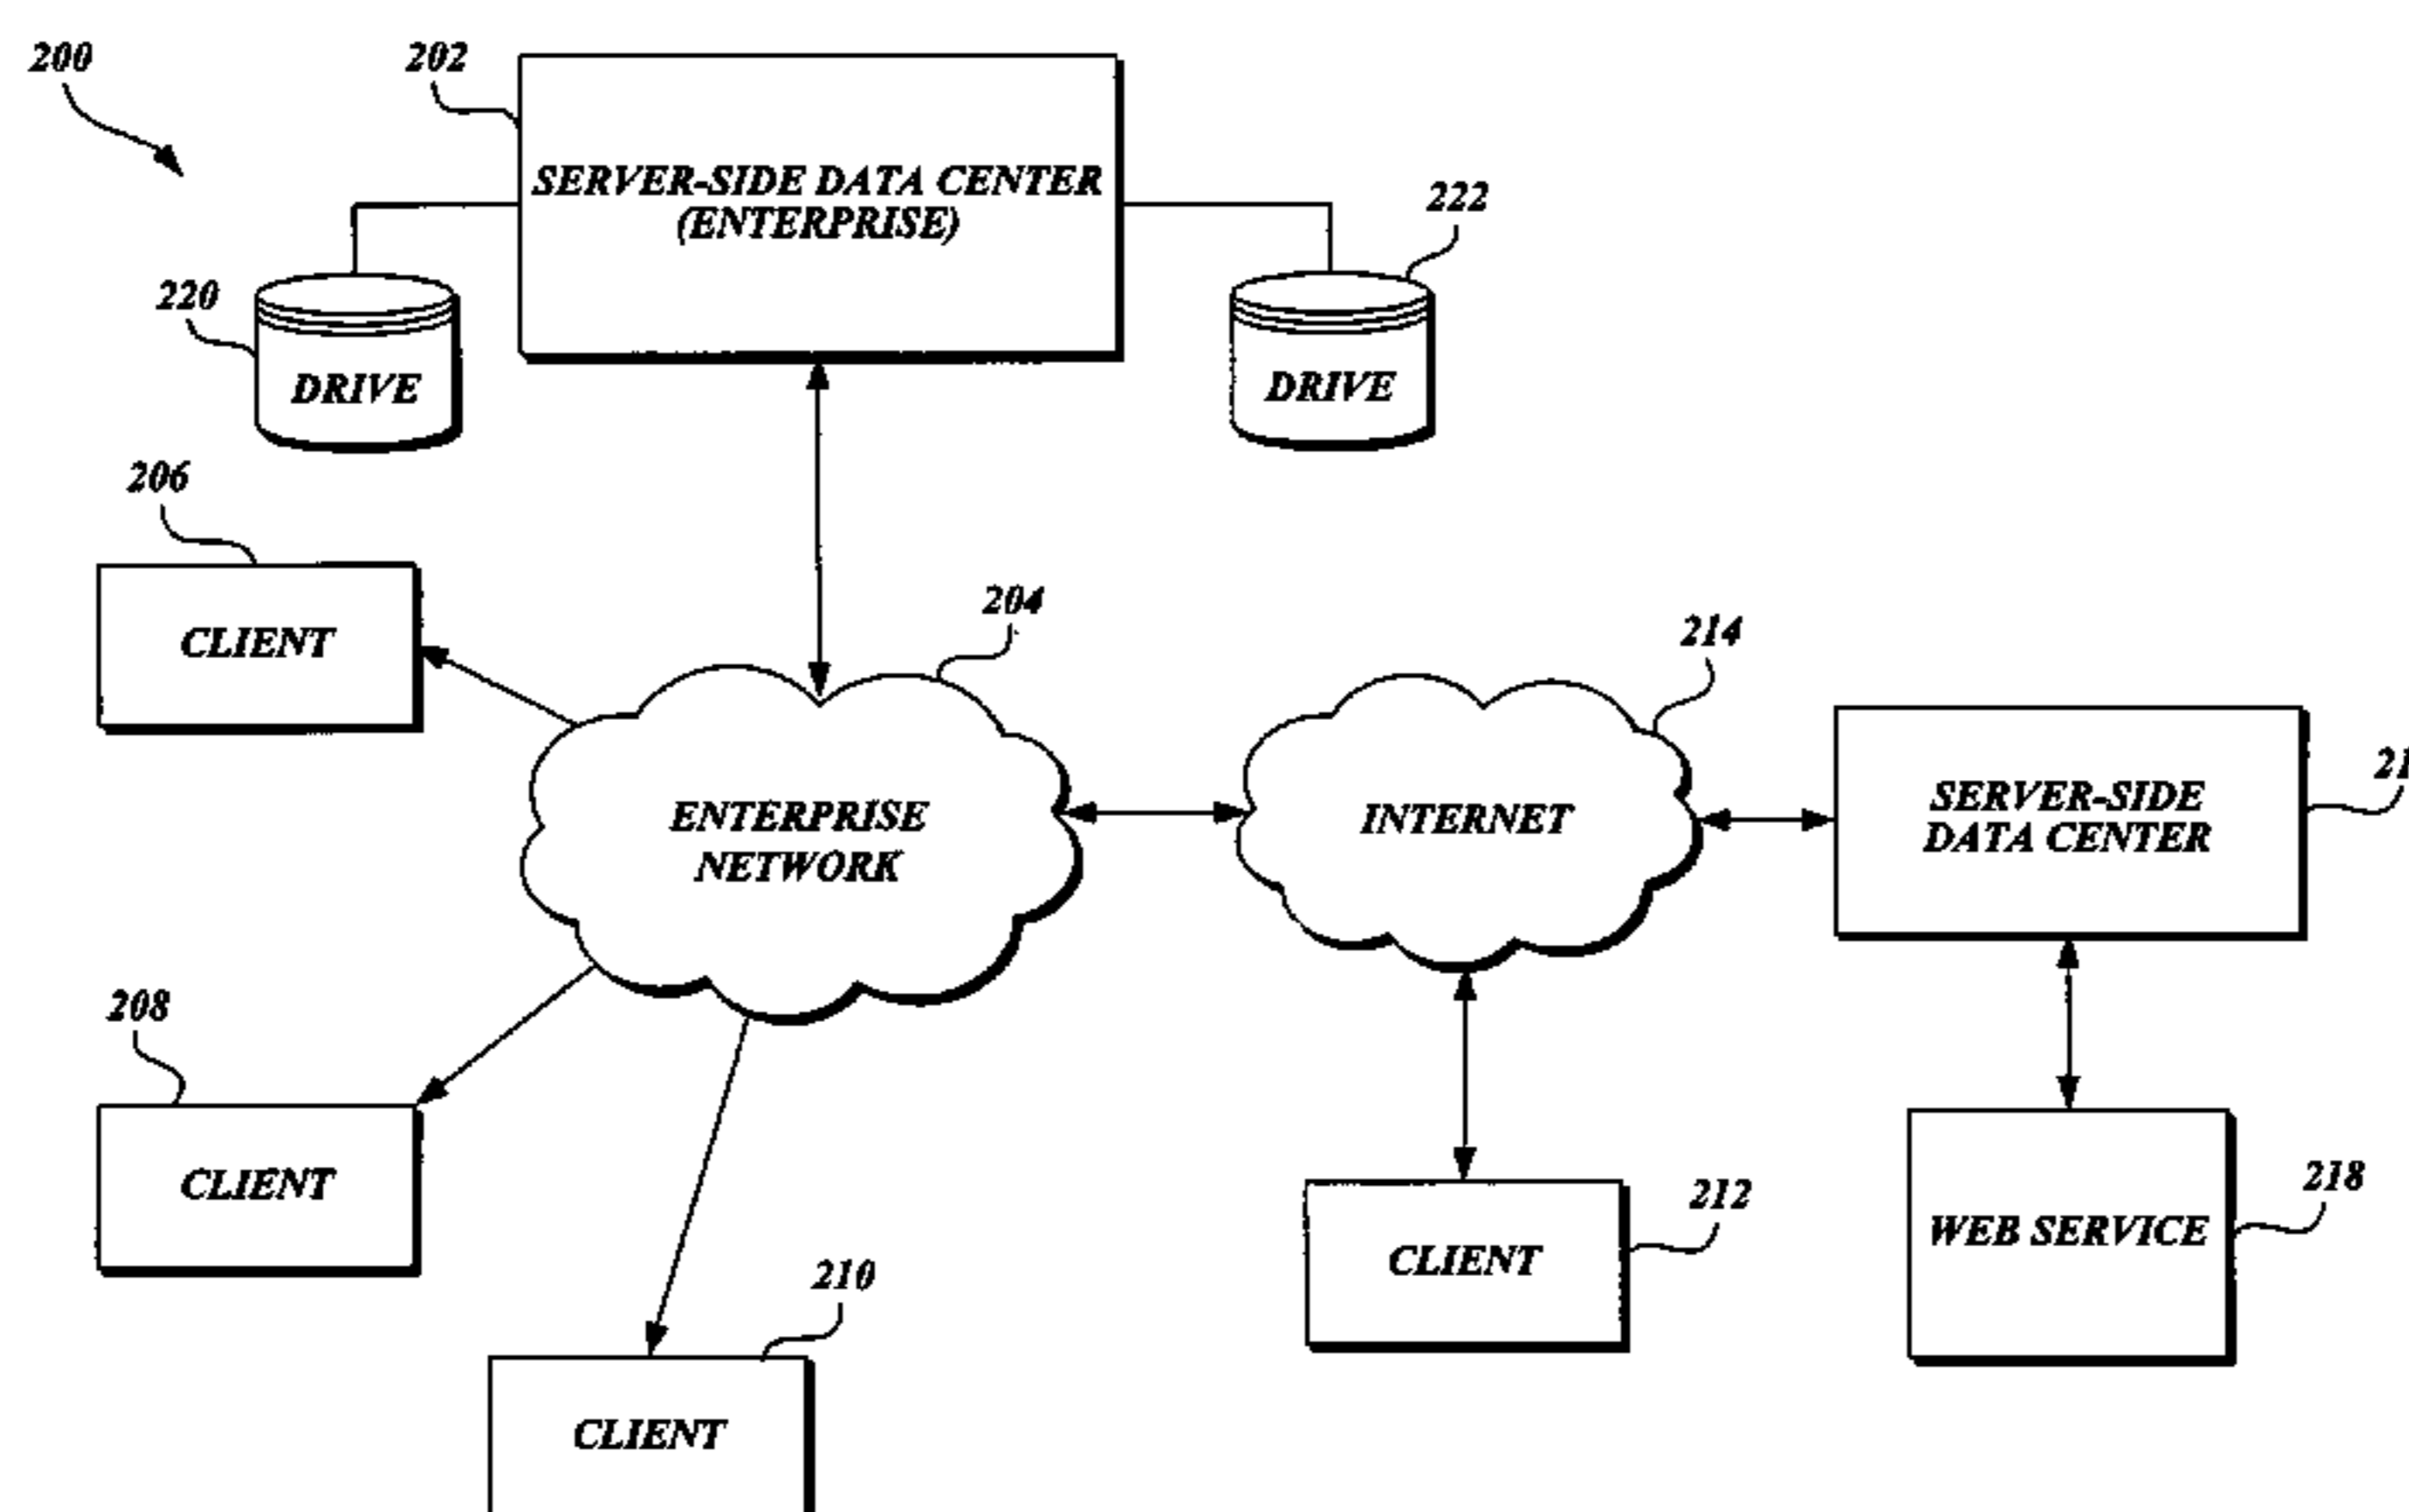 200
202
SERVER-SIDE DATA CENTER
(ENTERPRISE)
222
220
DRIVE
DRIVE
206
CLIENT
204
214
ENTERPRISE
NETWORK
INTERNET
SERVER-SIDE
DATA CENTER
208
CLIENT
212
CLIENT
218
WEB SERVICE
210
CLIENT